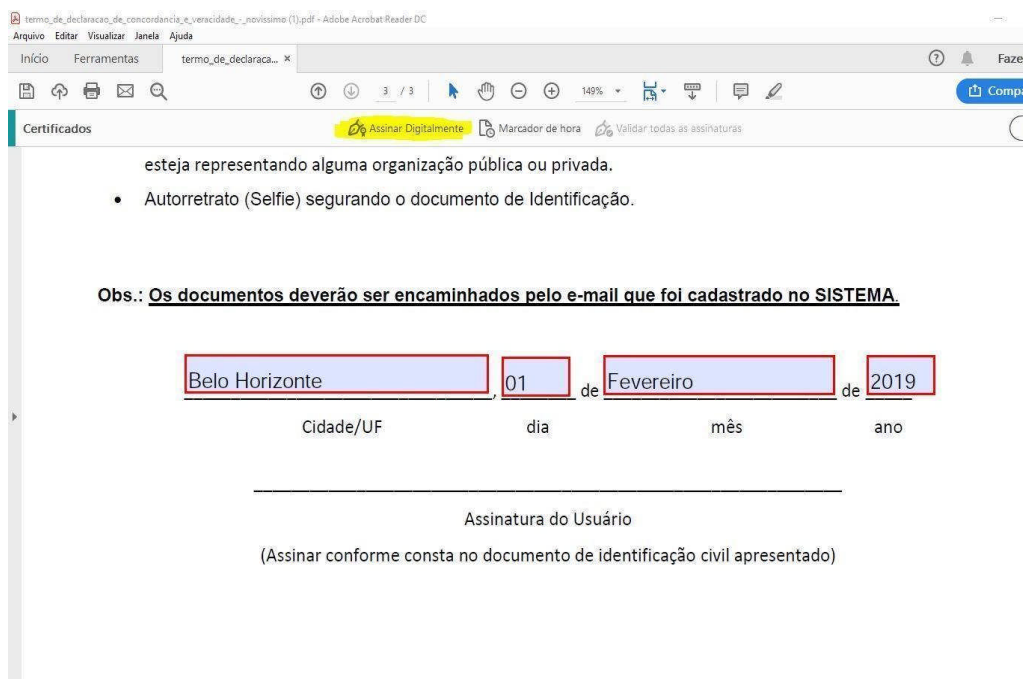 termo_de_declaracao_de_concordancia_e_veracidade_-_novissimo (1).pdf - Adobe Acrobat Reader DC
Arquivo Editar Visualizar Janela Ajuda
Início Ferramentas termo_de_declaraca... × Faze
3 / 3 149% Compa
Certificados Assinar Digitalmente Marcador de hora Validar todas as assinaturas
esteja representando alguma organização pública ou privada.
• Autorretrato (Selfie) segurando o documento de Identificação.
Obs.: Os documentos deverão ser encaminhados pelo e-mail que foi cadastrado no SISTEMA.
Belo Horizonte, 01 de Fevereiro de 2019
Cidade/UF dia mês ano
Assinatura do Usuário
(Assinar conforme consta no documento de identificação civil apresentado)